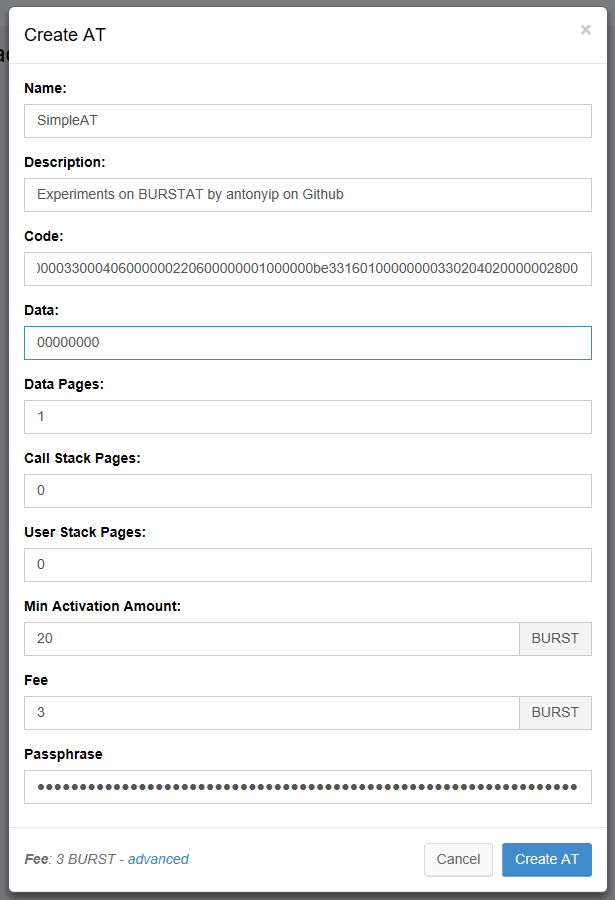 Create AT
×
Name:
SimpleAT
Description:
Experiments on BURSTAT by antonyip on Github
Code:
0000330004060000000220600000001000000be33160100000000330204020000002800
Data:
00000000
Data Pages:
1
Call Stack Pages:
0
User Stack Pages:
0
Min Activation Amount:
20 BURST
Fee
3 BURST
Passphrase
Fee: 3 BURST - advanced
Cancel Create AT